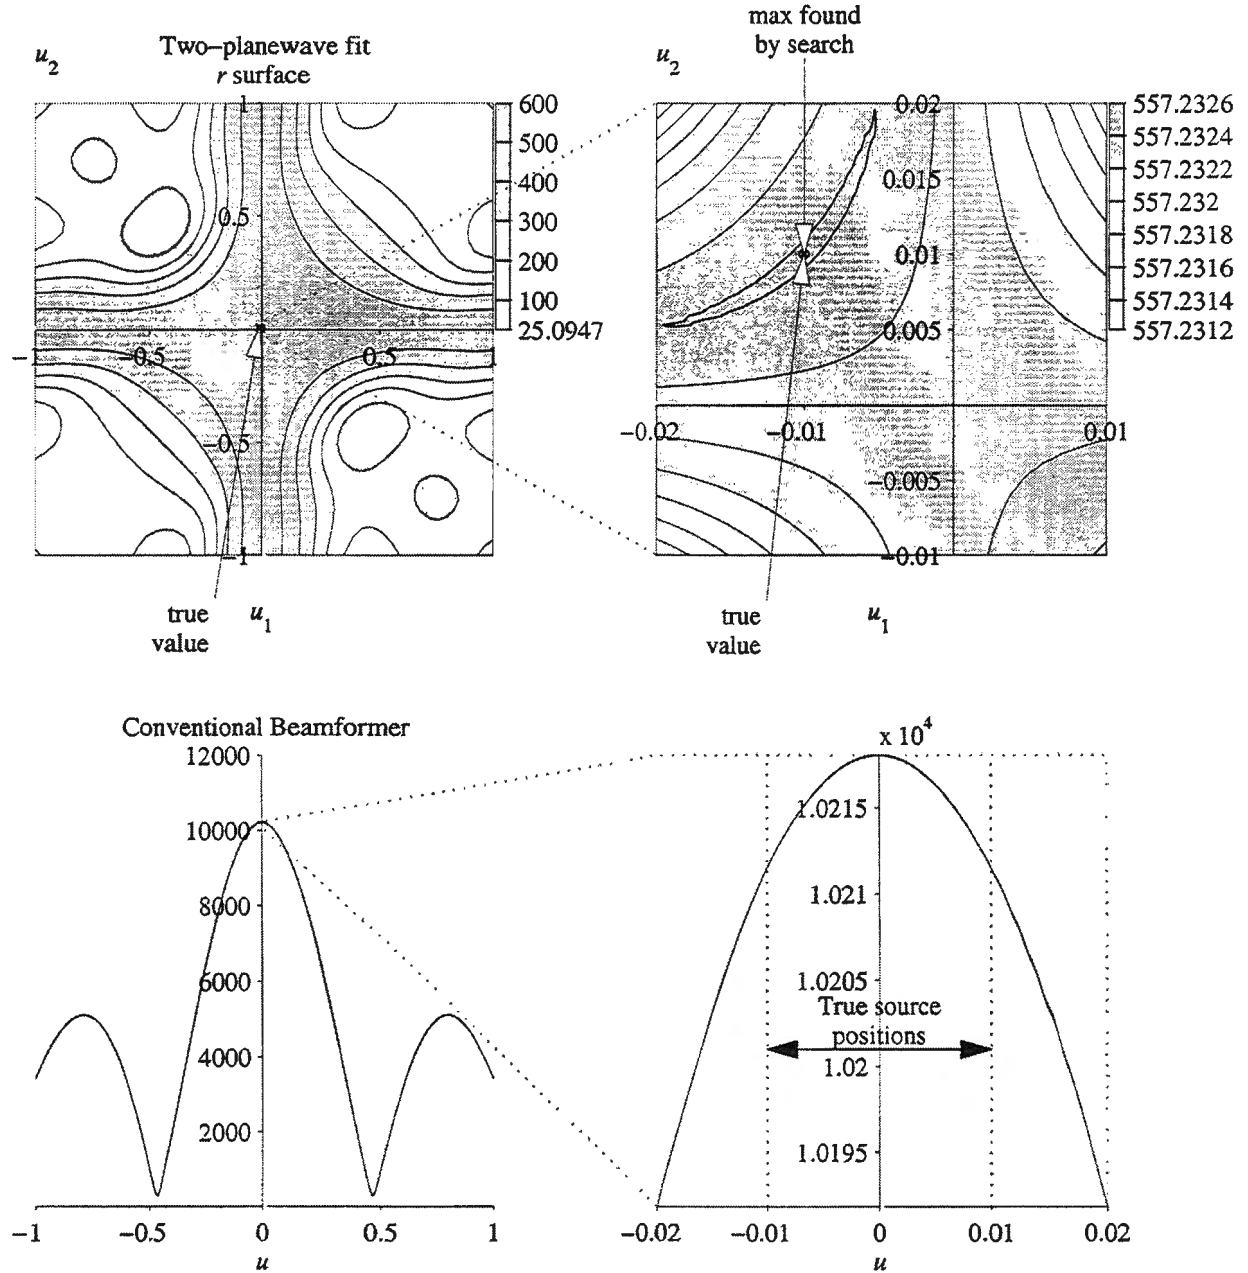 u2
Two–planewave fit
r surface
1
0.5
−1
−0.5
0.5
1
−0.5
−1
600
500
400
300
200
100
25.0947
true
value
u1
max found
by search
u2
0.02
0.015
0.01
0.005
−0.02
−0.01
0.01
−0.005
−0.01
557.2326
557.2324
557.2322
557.232
557.2318
557.2316
557.2314
557.2312
true
value
u1
Conventional Beamformer
12000
10000
8000
6000
4000
2000
−1
−0.5
0
0.5
1
u
x 10^4
1.0215
1.021
1.0205
True source
positions
1.02
1.0195
−0.02
−0.01
0
0.01
0.02
u